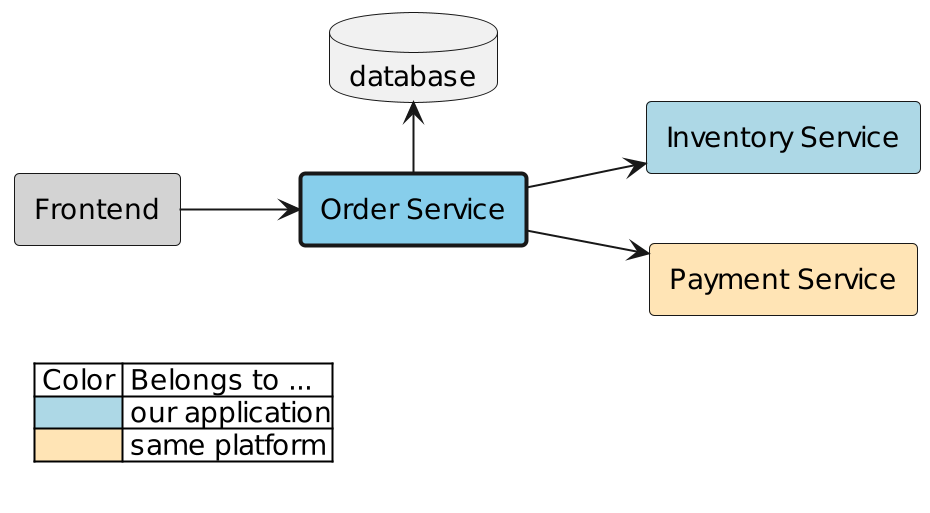 database
Inventory Service
Frontend
Order Service
Payment Service
Color Belongs to ...
our application
same platform